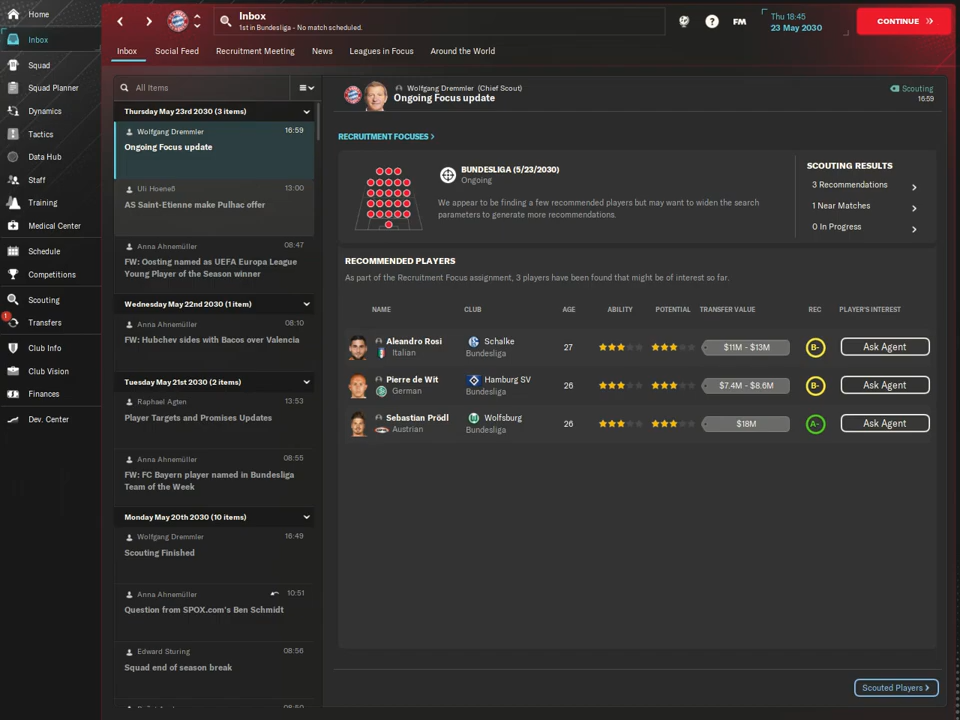 Home
Inbox
Squad
Squad Planner
Dynamics
Tactics
Data Hub
Staff
Training
Medical Center
Schedule
Competitions
Scouting
1
Transfers
Club Info
Club Vision
Finances
Dev. Center
Inbox
1st in Bundesliga - No match scheduled.
?
FM
Thu 18:45
23 May 2030
CONTINUE
Inbox
Social Feed
Recruitment Meeting
News
Leagues in Focus
Around the World
All Items
Thursday May 23rd 2030 (3 items)
Wolfgang Dremmler 16:59
Ongoing Focus update
Uli Hoeneß 13:00
AS Saint-Etienne make Pulhac offer
Anna Ahnemüller 08:47
FW: Oosting named as UEFA Europa League
Young Player of the Season winner
Wednesday May 22nd 2030 (1 item)
Anna Ahnemüller 08:10
FW: Hubchev sides with Bacos over Valencia
Tuesday May 21st 2030 (2 items)
Raphael Agten 13:53
Player Targets and Promises Updates
Anna Ahnemüller 08:55
FW: FC Bayern player named in Bundesliga
Team of the Week
Monday May 20th 2030 (10 items)
Wolfgang Dremmler 16:49
Scouting Finished
Anna Ahnemüller 10:51
Question from SPOX.com's Ben Schmidt
Edward Sturing 08:56
Squad end of season break
Wolfgang Dremmler (Chief Scout)
Ongoing Focus update
Scouting
16:59
RECRUITMENT FOCUSES >
BUNDESLIGA (5/23/2030)
Ongoing
We appear to be finding a few recommended players but may want to widen the search
parameters to generate more recommendations.
SCOUTING RESULTS
3 Recommendations
1 Near Matches
0 In Progress
RECOMMENDED PLAYERS
As part of the Recruitment Focus assignment, 3 players have been found that might be of interest so far.
NAME CLUB AGE ABILITY POTENTIAL TRANSFER VALUE REC PLAYER'S INTEREST
Aleandro Rosi Schalke 27 $11M - $13M B- Ask Agent
Italian Bundesliga
Pierre de Wit Hamburg SV 26 $7.4M - $8.6M B- Ask Agent
German Bundesliga
Sebastian Prödl Wolfsburg 26 $18M A- Ask Agent
Austrian Bundesliga
Scouted Players >